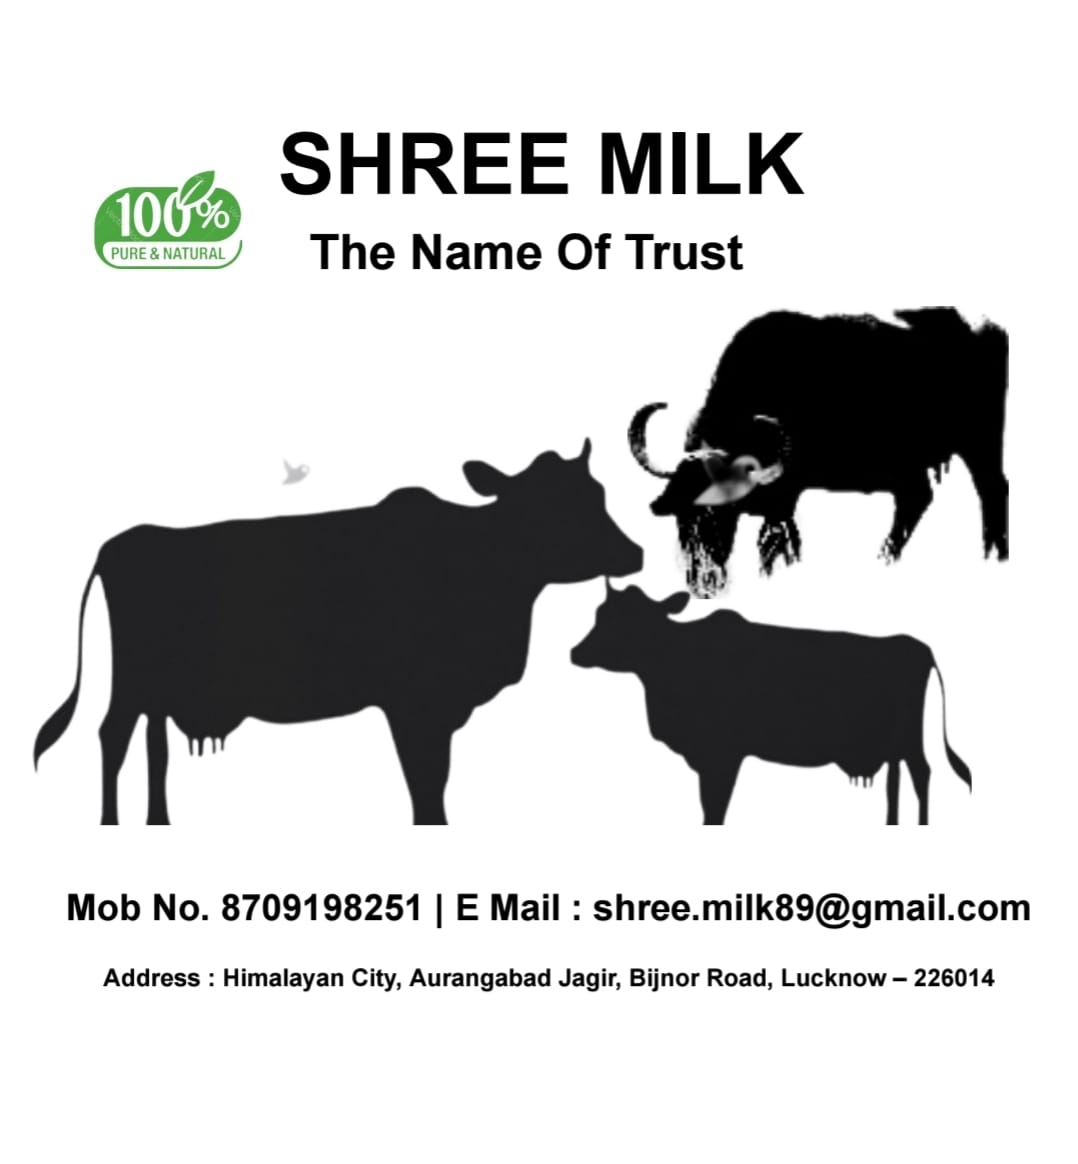 SHREE MILK
100%
PURE & NATURAL
The Name Of Trust
Mob No. 8709198251 | E Mail : shree.milk89@gmail.com
Address : Himalayan City, Aurangabad Jagir, Bijnor Road, Lucknow – 226014